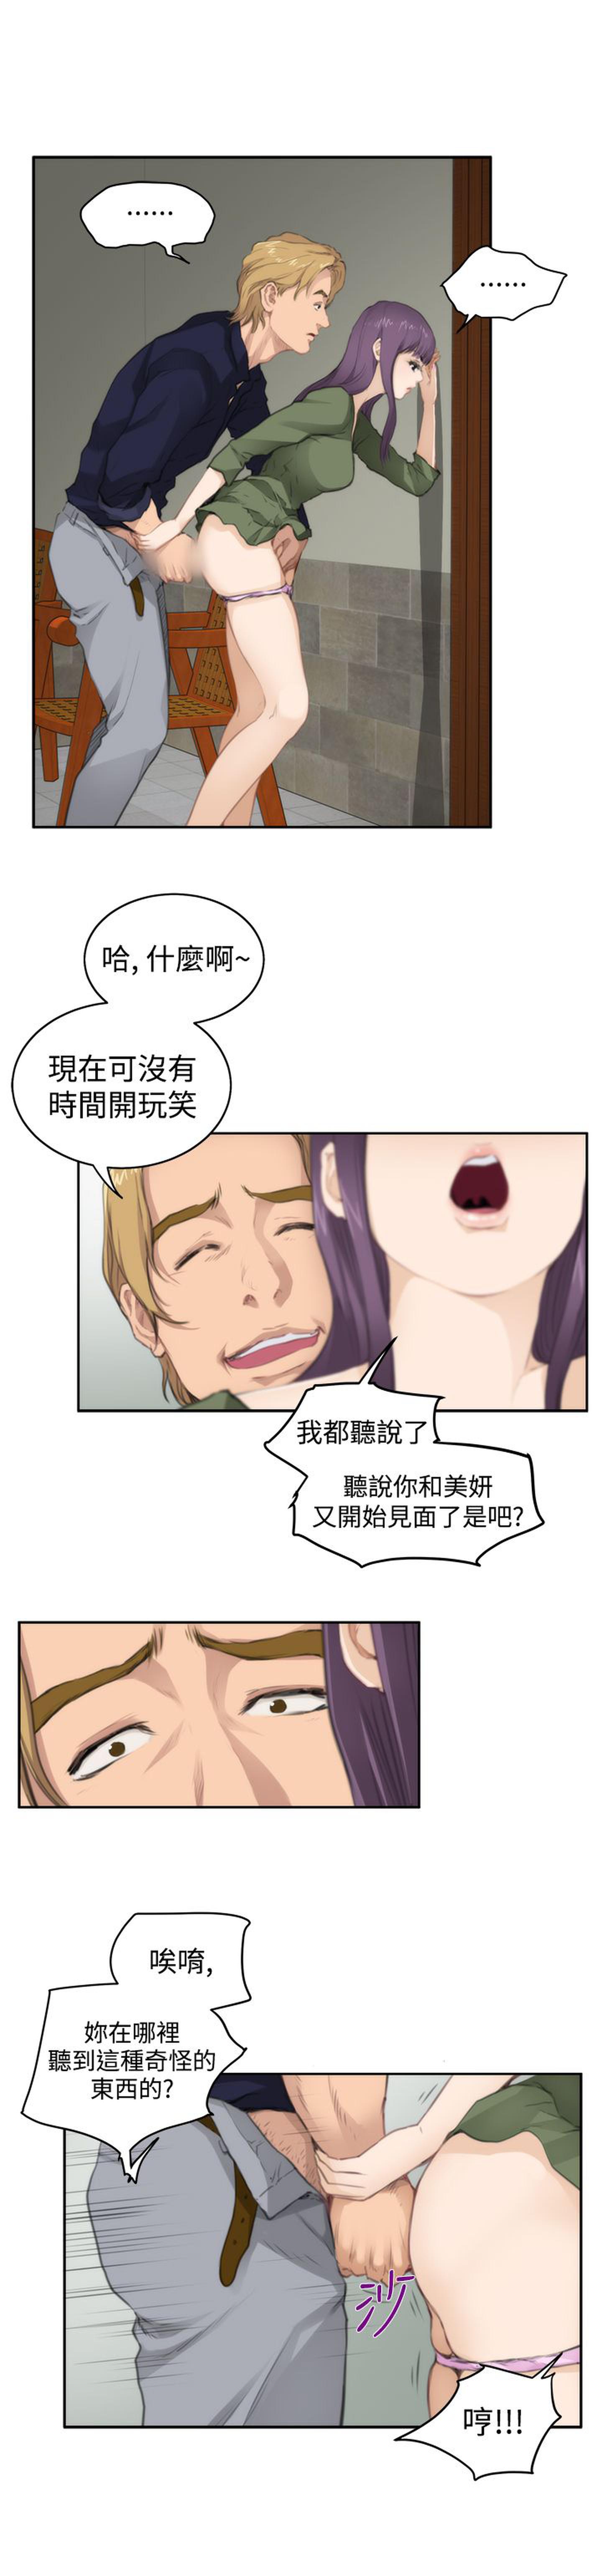 ......
......
哈, 什麼啊~
現在可沒有
時間開玩笑
我都聽說了
聽說你和美妍
又開始見面了是吧?
唉唷,
妳在哪裡
聽到這種奇怪的
東西的?
沙
哼!!!